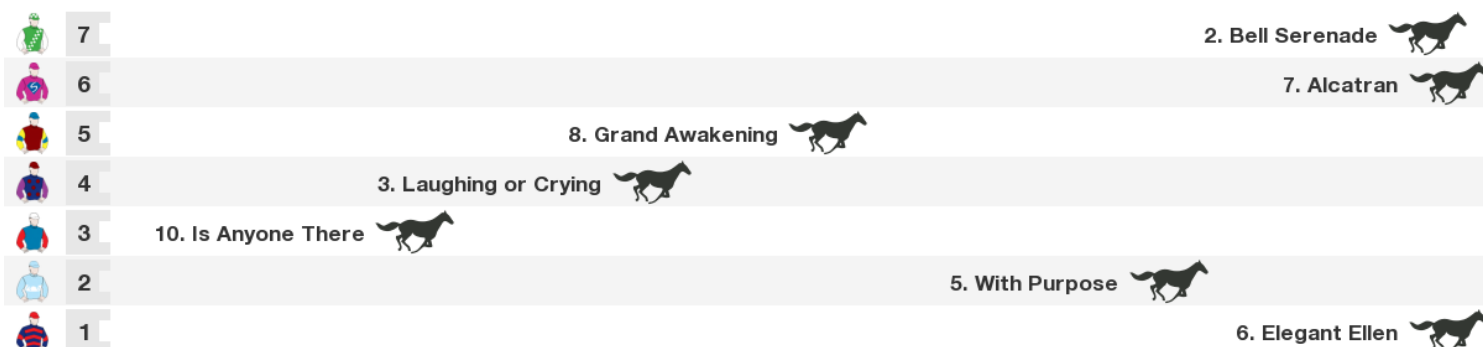 7 2. Bell Serenade
6 7. Alcatran
5 8. Grand Awakening
4 3. Laughing or Crying
3 10. Is Anyone There
2 5. With Purpose
1 6. Elegant Ellen